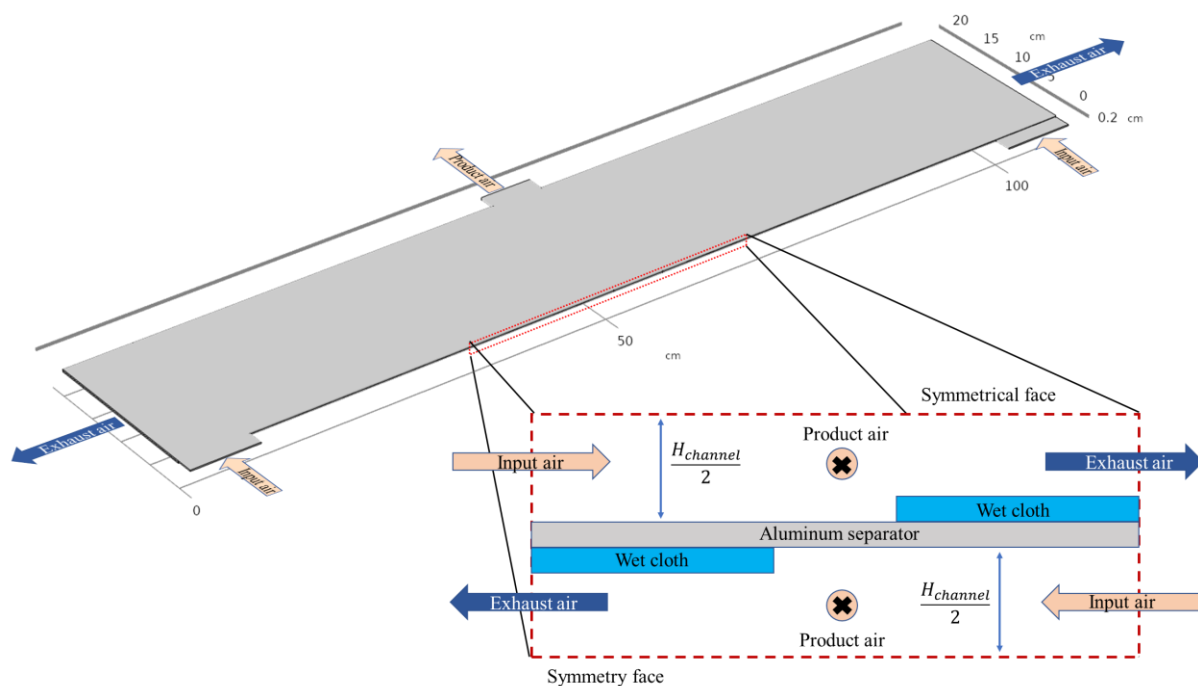 20
15
cm
10
5
0
0.2 cm
Exhaust air
Input air
100
Product air
50
cm
Exhaust air
Input air
0
Symmetrical face
Product air
Input air
H_channel
2
Exhaust air
Wet cloth
Aluminum separator
Wet cloth
Exhaust air
H_channel
2
Input air
Product air
Symmetry face